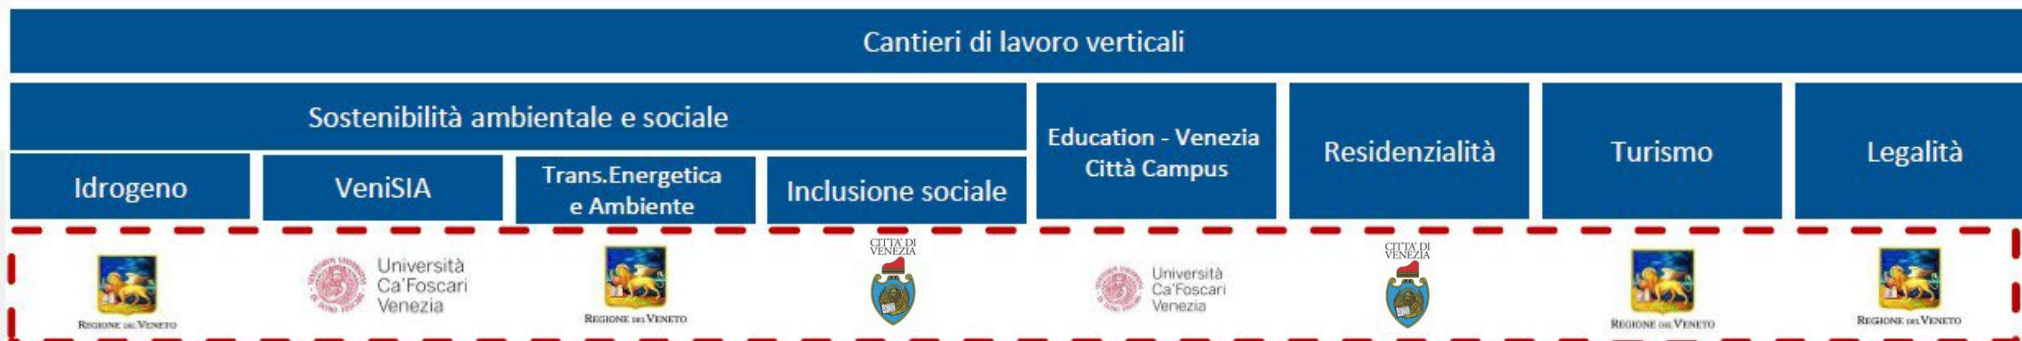 Cantieri di lavoro verticali
Sostenibilità ambientale e sociale
Education - Venezia
Città Campus
Residenzialità
Turismo
Legalità
Idrogeno
VeniSIA
Trans.Energetica
e Ambiente
Inclusione sociale
REGIONE DEL VENETO
Università
Ca'Foscari
Venezia
REGIONE DEL VENETO
CITTA' DI
VENEZIA
Università
Ca'Foscari
Venezia
CITTA' DI
VENEZIA
REGIONE DEL VENETO
REGIONE DEL VENETO